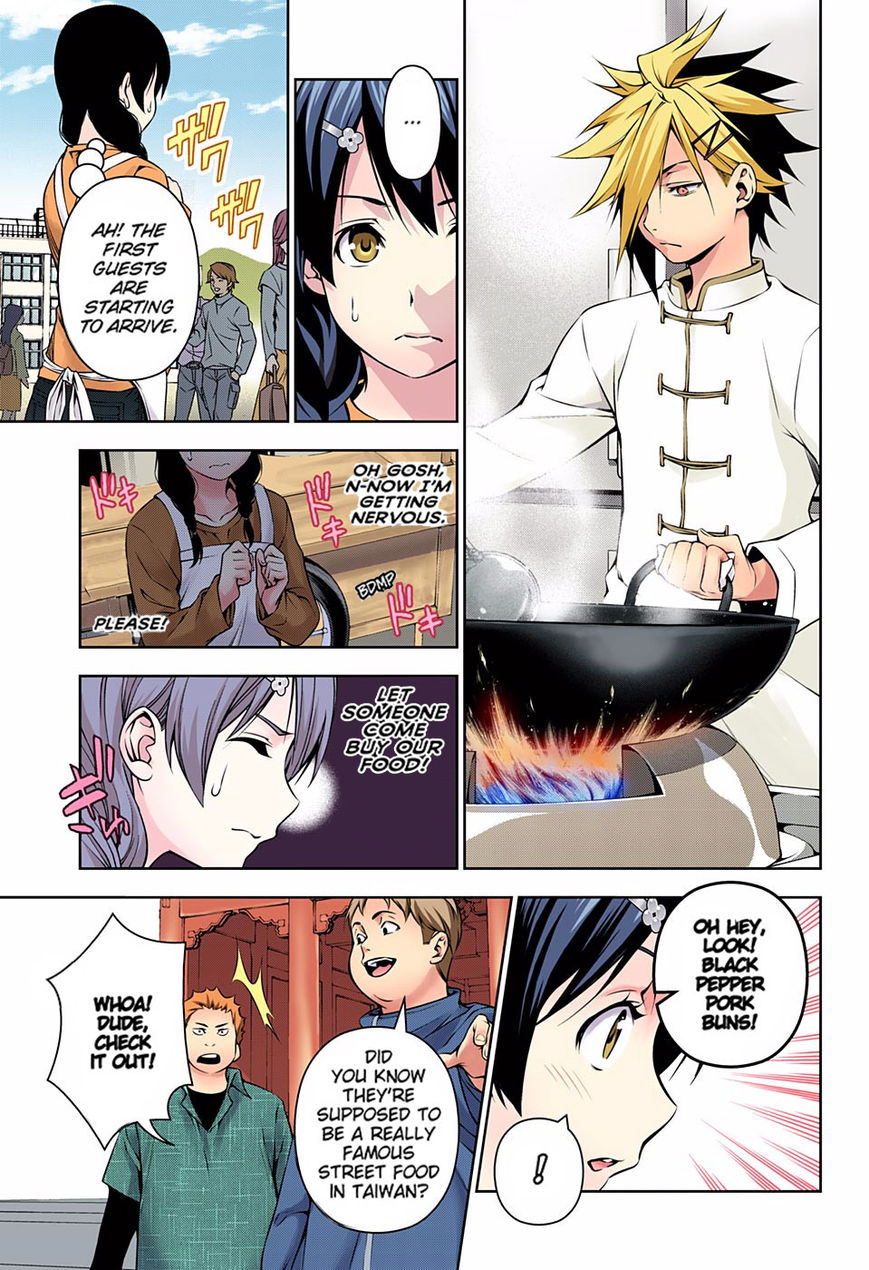 ...
AH! THE
FIRST
GUESTS
ARE
STARTING
TO ARRIVE.
ザワ
ザワ
OH GOSH,
N-NOW I'M
GETTING
NERVOUS.
ドキ
ドキ
ドキ
BDMP
PLEASE!
LET
SOMEONE
COME
BUY OUR
FOOD!
OH HEY,
LOOK!
BLACK
PEPPER
PORK
BUNS!
!
DID
YOU KNOW
THEY'RE
SUPPOSED TO
BE A REALLY
FAMOUS
STREET FOOD
IN TAIWAN?
WHOA!
DUDE,
CHECK
IT OUT!